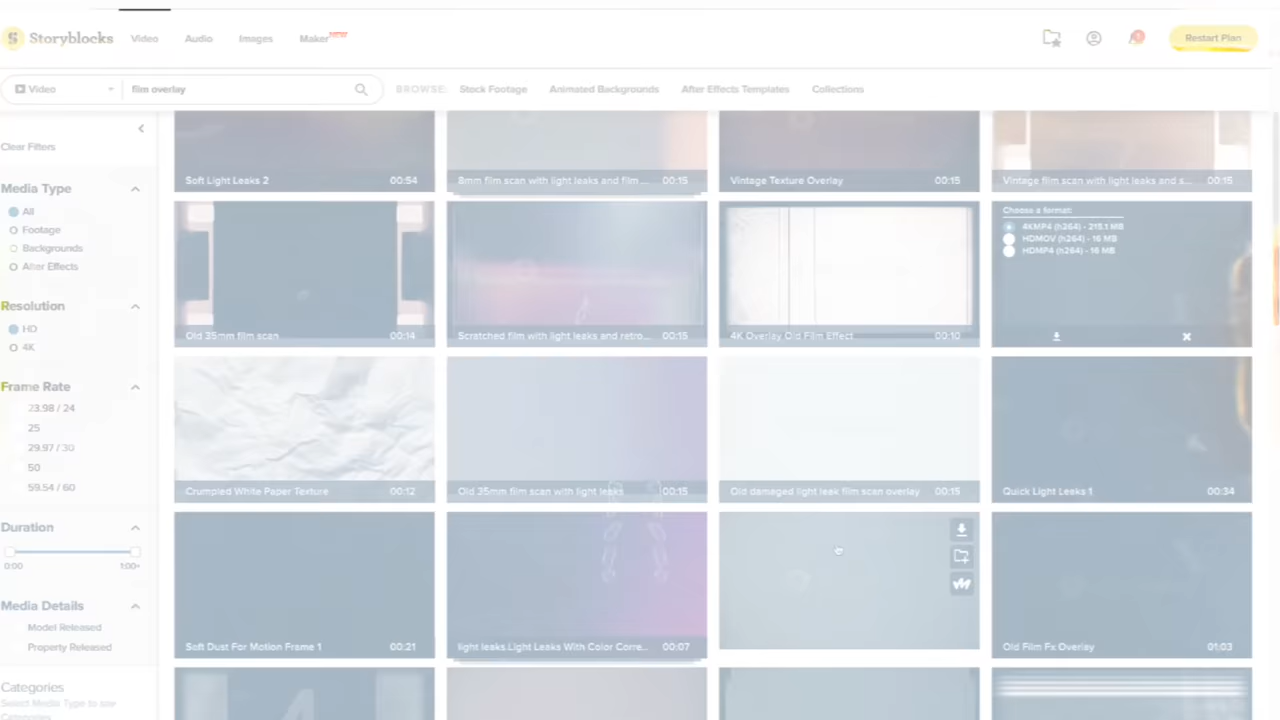 Storyblocks
Video
Audio
Images
Maker NEW
1
Restart Plan
Video
film overlay
BROWSE:
Stock Footage
Animated Backgrounds
After Effects Templates
Collections
Clear Filters
Media Type
All
Footage
Backgrounds
After Effects
Resolution
HD
4K
Frame Rate
23.98 / 24
25
29.97 / 30
50
59.54 / 60
Duration
0:00
1:00+
Media Details
Model Released
Property Released
Categories
Select Media Type to see
Categories
Soft Light Leaks 2
00:54
8mm film scan with light leaks and film ...
00:15
Vintage Texture Overlay
00:15
Vintage film scan with light leaks and s...
00:15
Old 35mm film scan
00:14
Scratched film with light leaks and retro...
00:15
4K Overlay Old Film Effect
00:10
Choose a format:
4KMP4 (h264) - 215.1 MB
HDMOV (h264) - 16 MB
HDMP4 (h264) - 16 MB
Crumpled White Paper Texture
00:12
Old 35mm film scan with light leaks
00:15
Old damaged light leak film scan overlay
00:15
Quick Light Leaks 1
00:34
Soft Dust For Motion Frame 1
00:21
light leaks Light Leaks With Color Corre...
00:07
Old Film Fx Overlay
01:03
4